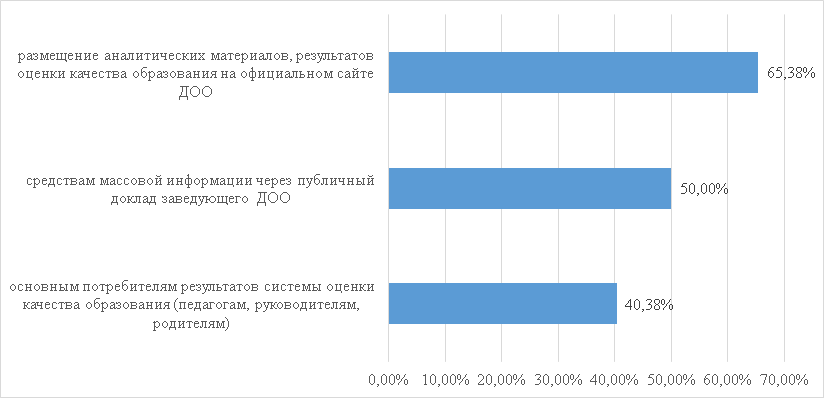 размещение аналитических материалов, результатов
оценки качества образования на официальном сайте
ДОО
65,38%
средствам массовой информации через публичный
доклад заведующего ДОО
50,00%
основным потребителям результатов системы оценки
качества образования (педагогам, руководителям,
родителям)
40,38%
0,00% 10,00% 20,00% 30,00% 40,00% 50,00% 60,00% 70,00%